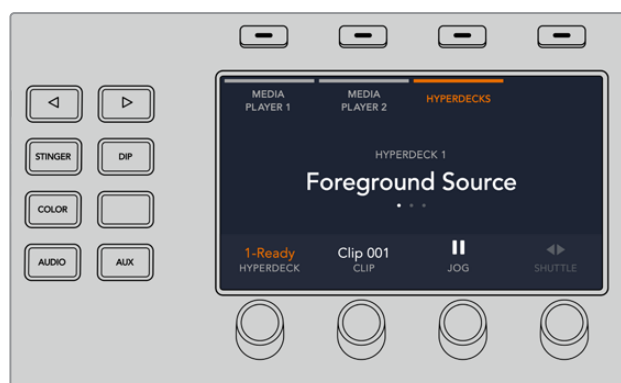 MEDIA
PLAYER 1
MEDIA
PLAYER 2
HYPERDECKS
STINGER
DIP
HYPERDECK 1
Foreground Source
COLOR
AUDIO
AUX
1-Ready
HYPERDECK
Clip 001
CLIP
JOG
SHUTTLE